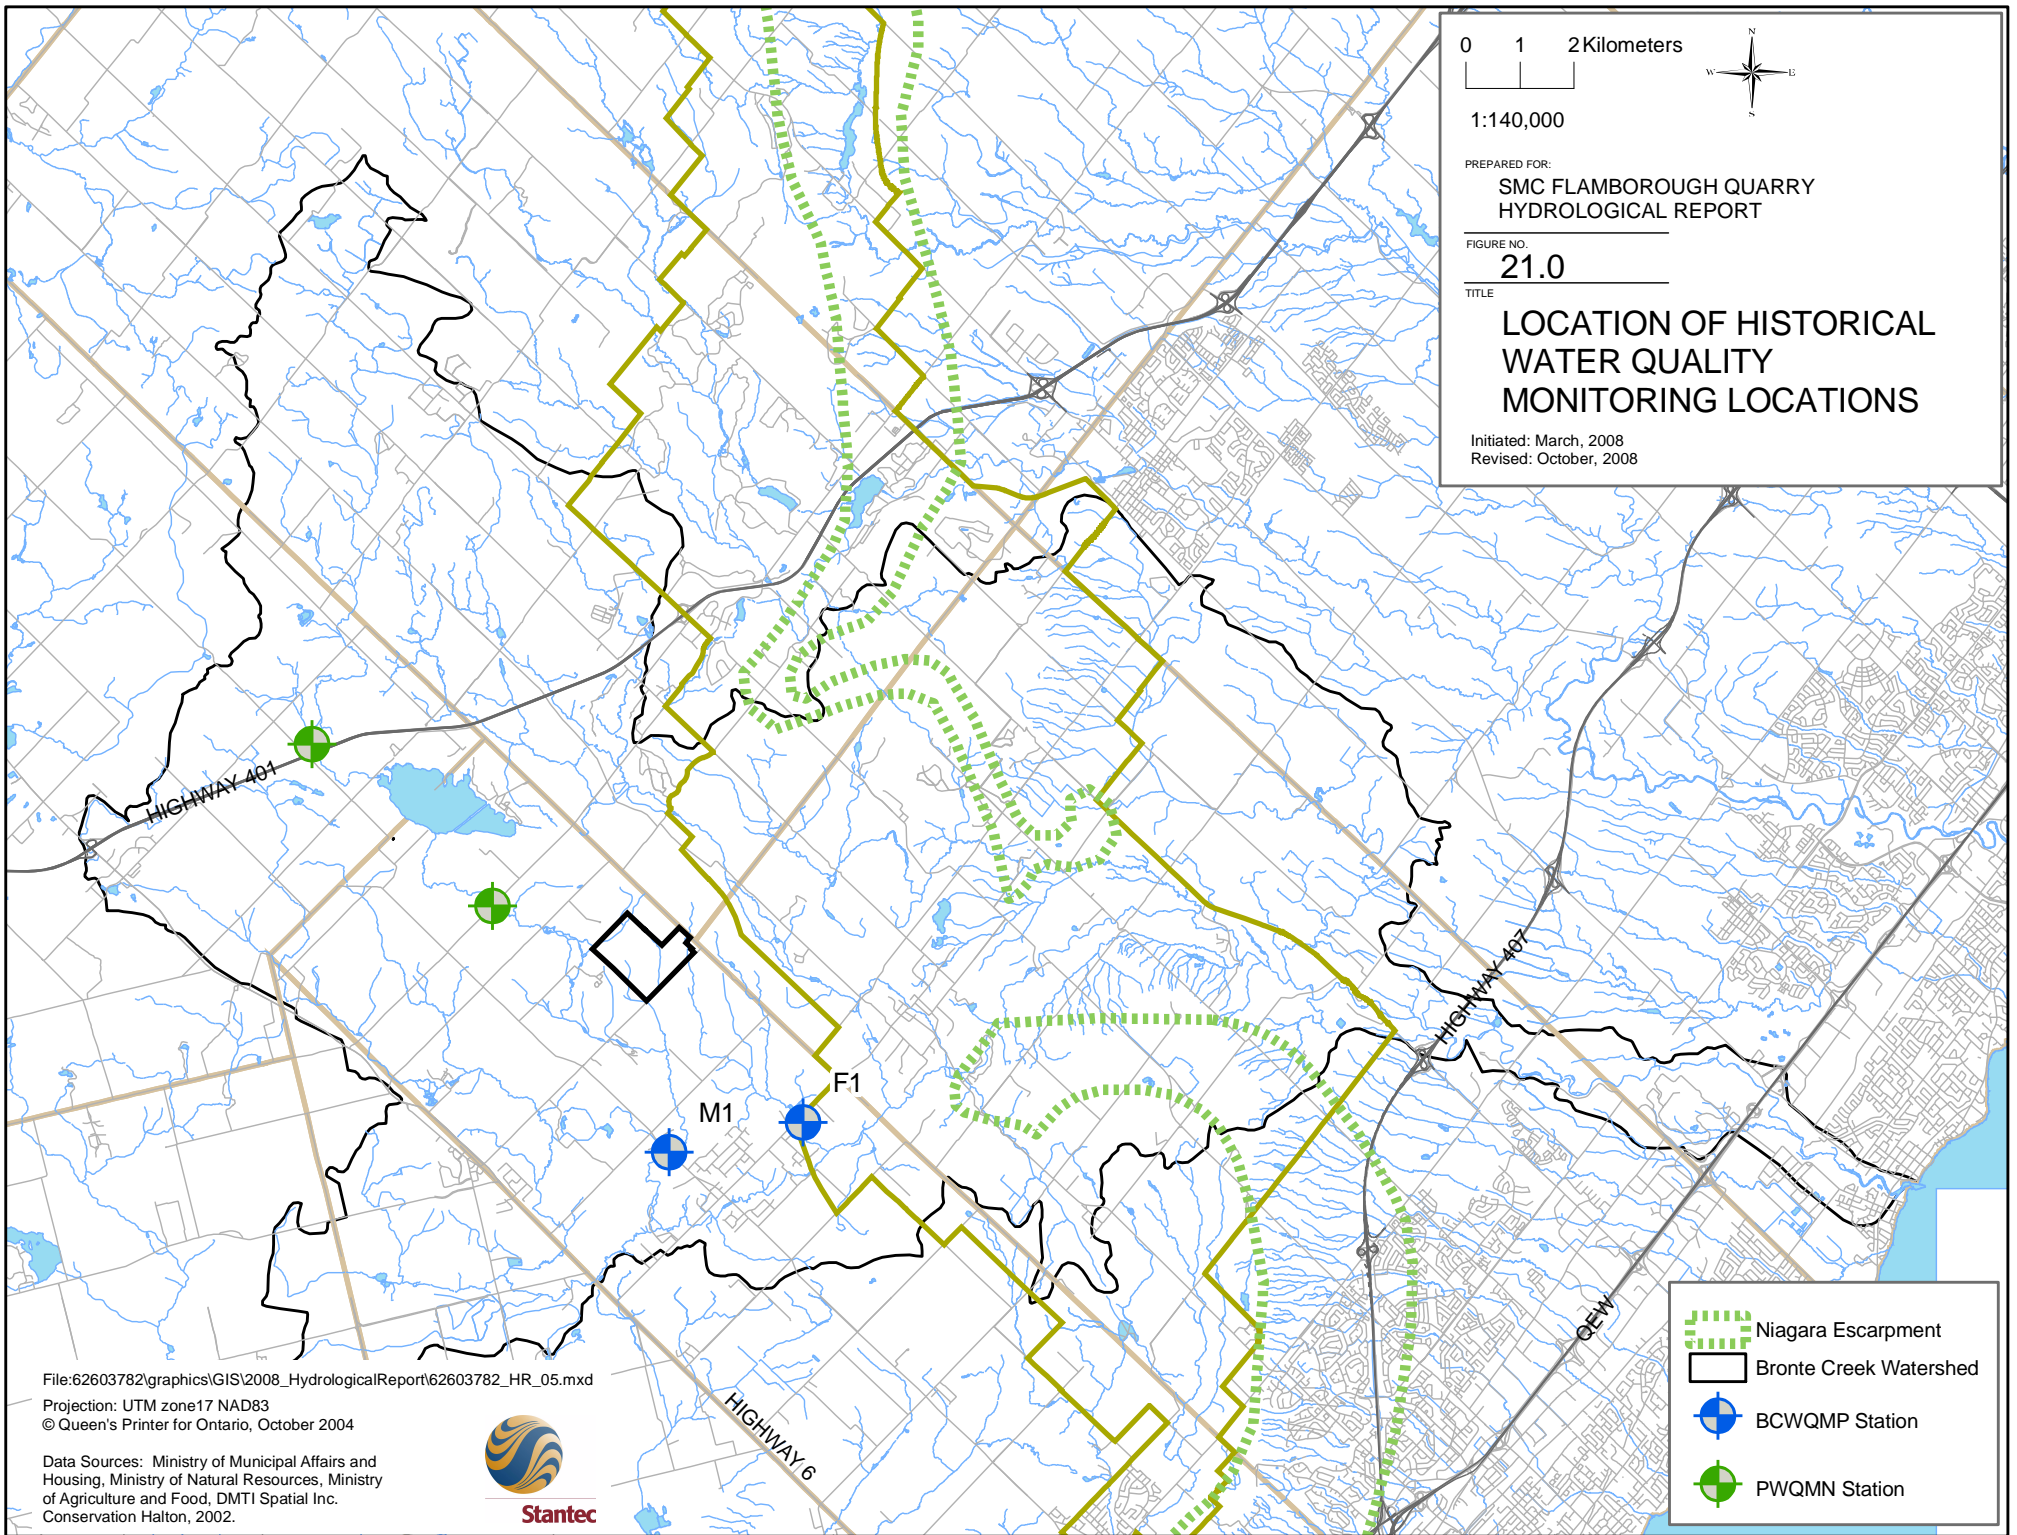 0 1 2 Kilometers
N
W E
S
1:140,000
PREPARED FOR:
SMC FLAMBOROUGH QUARRY
HYDROLOGICAL REPORT
FIGURE NO.
21.0
TITLE
LOCATION OF HISTORICAL
WATER QUALITY
MONITORING LOCATIONS
Initiated: March, 2008
Revised: October, 2008
HIGHWAY 401
HIGHWAY 407
F1
M1
QEW
HIGHWAY 6
Niagara Escarpment
Bronte Creek Watershed
BCWQMP Station
PWQMN Station
File:62603782\graphics\GIS\2008_HydrologicalReport\62603782_HR_05.mxd
Projection: UTM zone17 NAD83
© Queen's Printer for Ontario, October 2004
Data Sources: Ministry of Municipal Affairs and
Housing, Ministry of Natural Resources, Ministry
of Agriculture and Food, DMTI Spatial Inc.
Conservation Halton, 2002.
Stantec